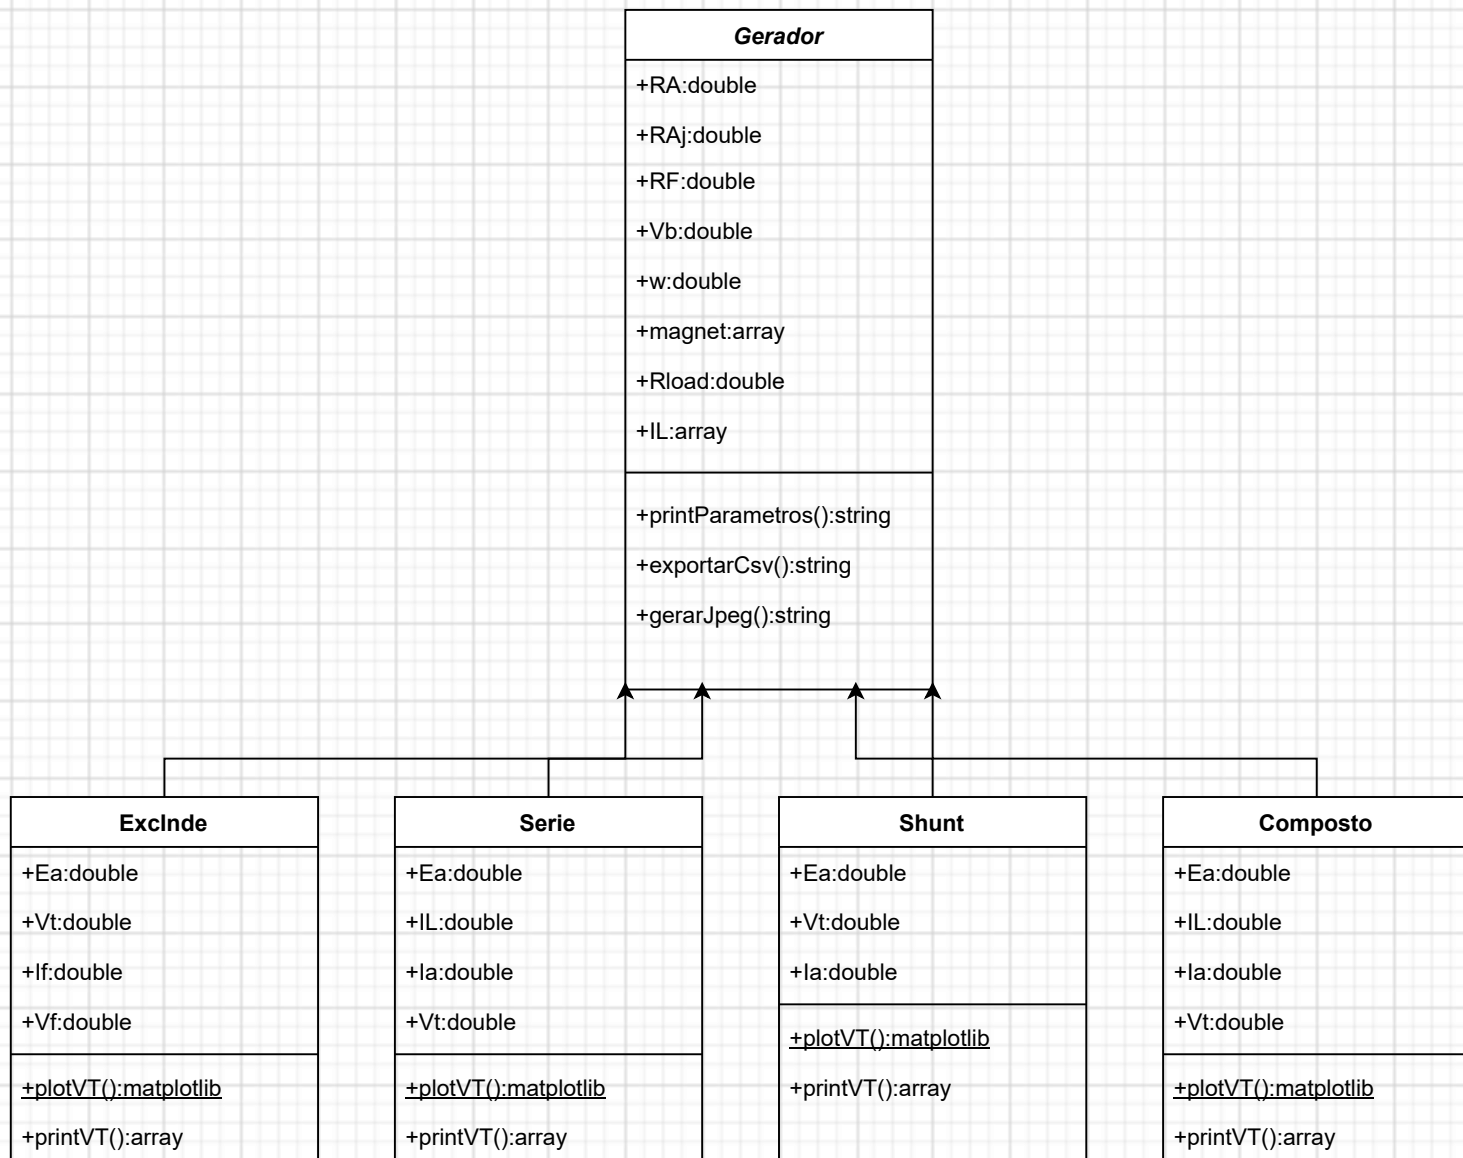 Gerador
+RA:double
+RAj:double
+RF:double
+Vb:double
+w:double
+magnet:array
+Rload:double
+IL:array
+printParametros():string
+exportarCsv():string
+gerarJpeg():string
ExcInde
+Ea:double
+Vt:double
+If:double
+Vf:double
+plotVT():matplotlib
+printVT():array
Serie
+Ea:double
+IL:double
+Ia:double
+Vt:double
+plotVT():matplotlib
+printVT():array
Shunt
+Ea:double
+Vt:double
+Ia:double
+plotVT():matplotlib
+printVT():array
Composto
+Ea:double
+IL:double
+Ia:double
+Vt:double
+plotVT():matplotlib
+printVT():array